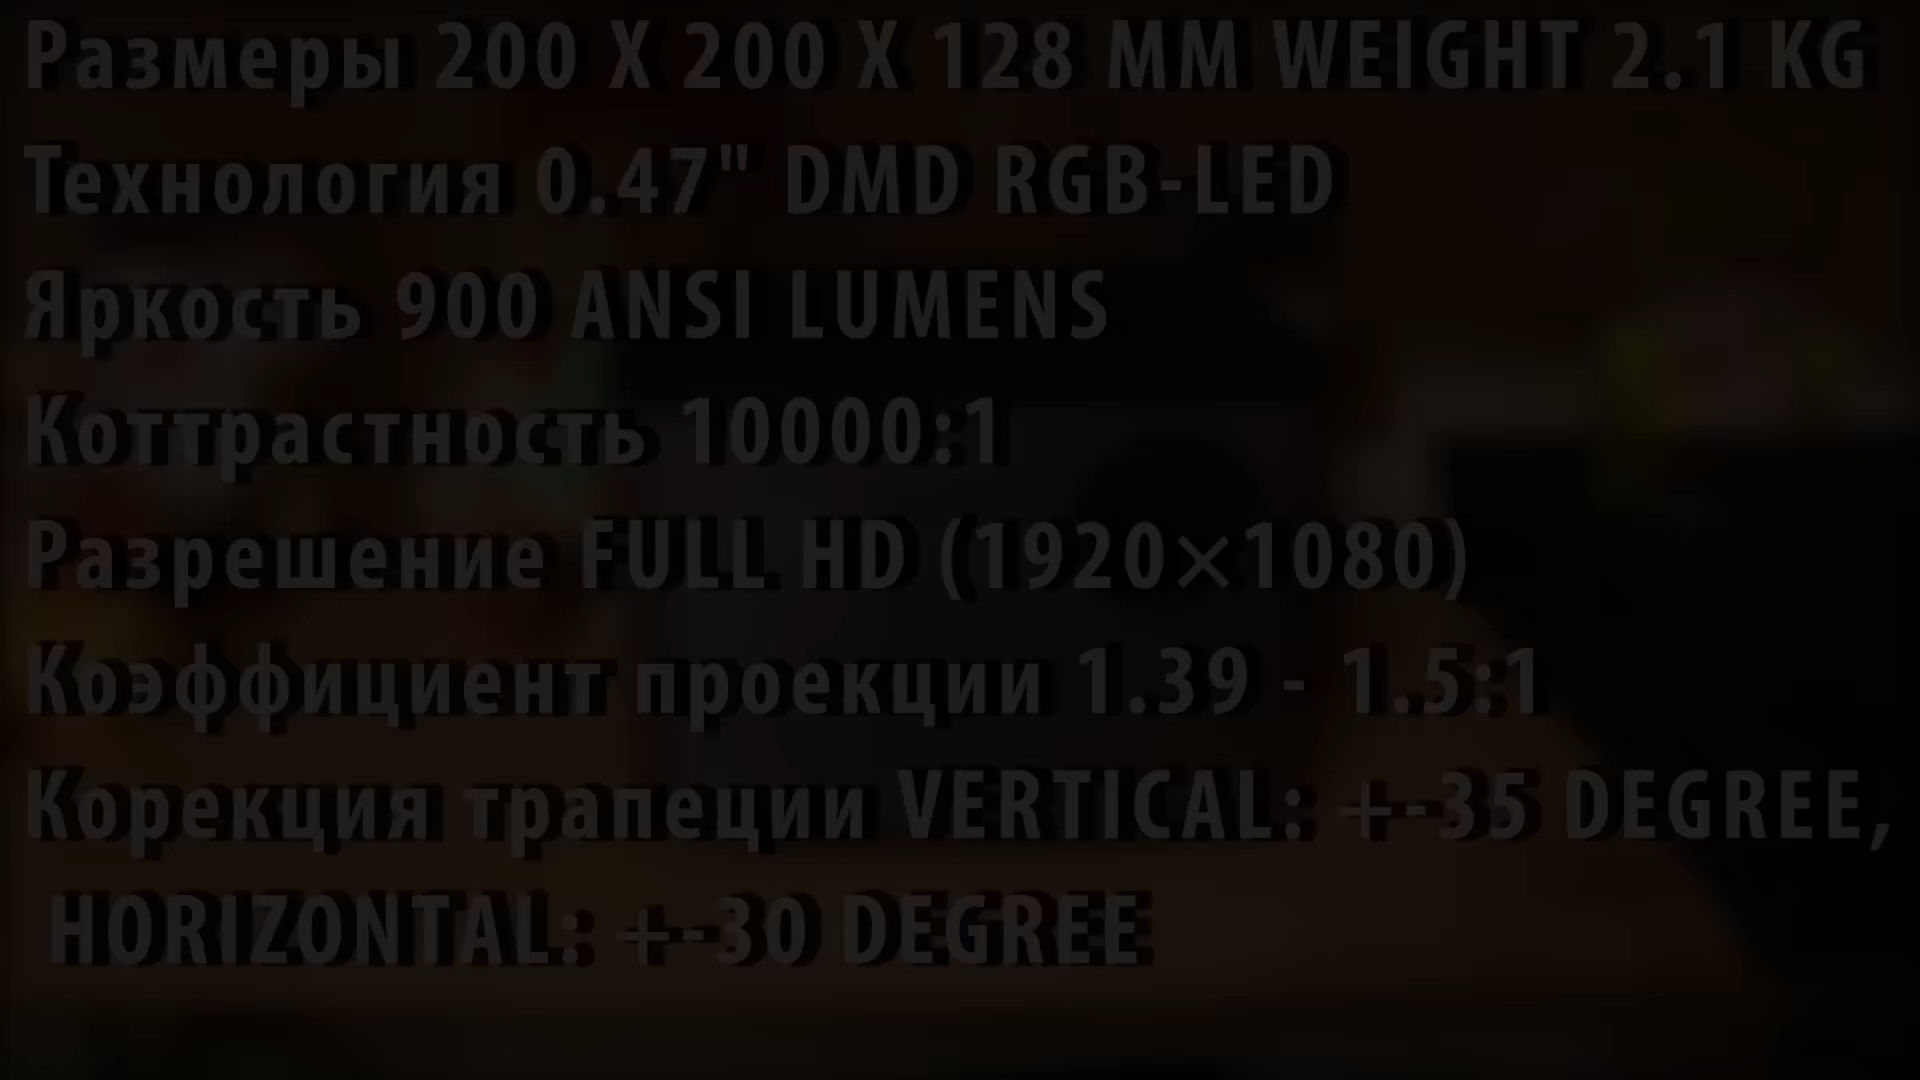 Размеры 200 X 200 X 128 MM WEIGHT 2.1 KG
Технология 0.47" DMD RGB-LED
Яркость 900 ANSI LUMENS
Коттрастность 10000:1
Разрешение FULL HD (1920×1080)
Коэффициент проекции 1.39 - 1.5:1
Корекция трапеции VERTICAL: +-35 DEGREE,
HORIZONTAL: +-30 DEGREE